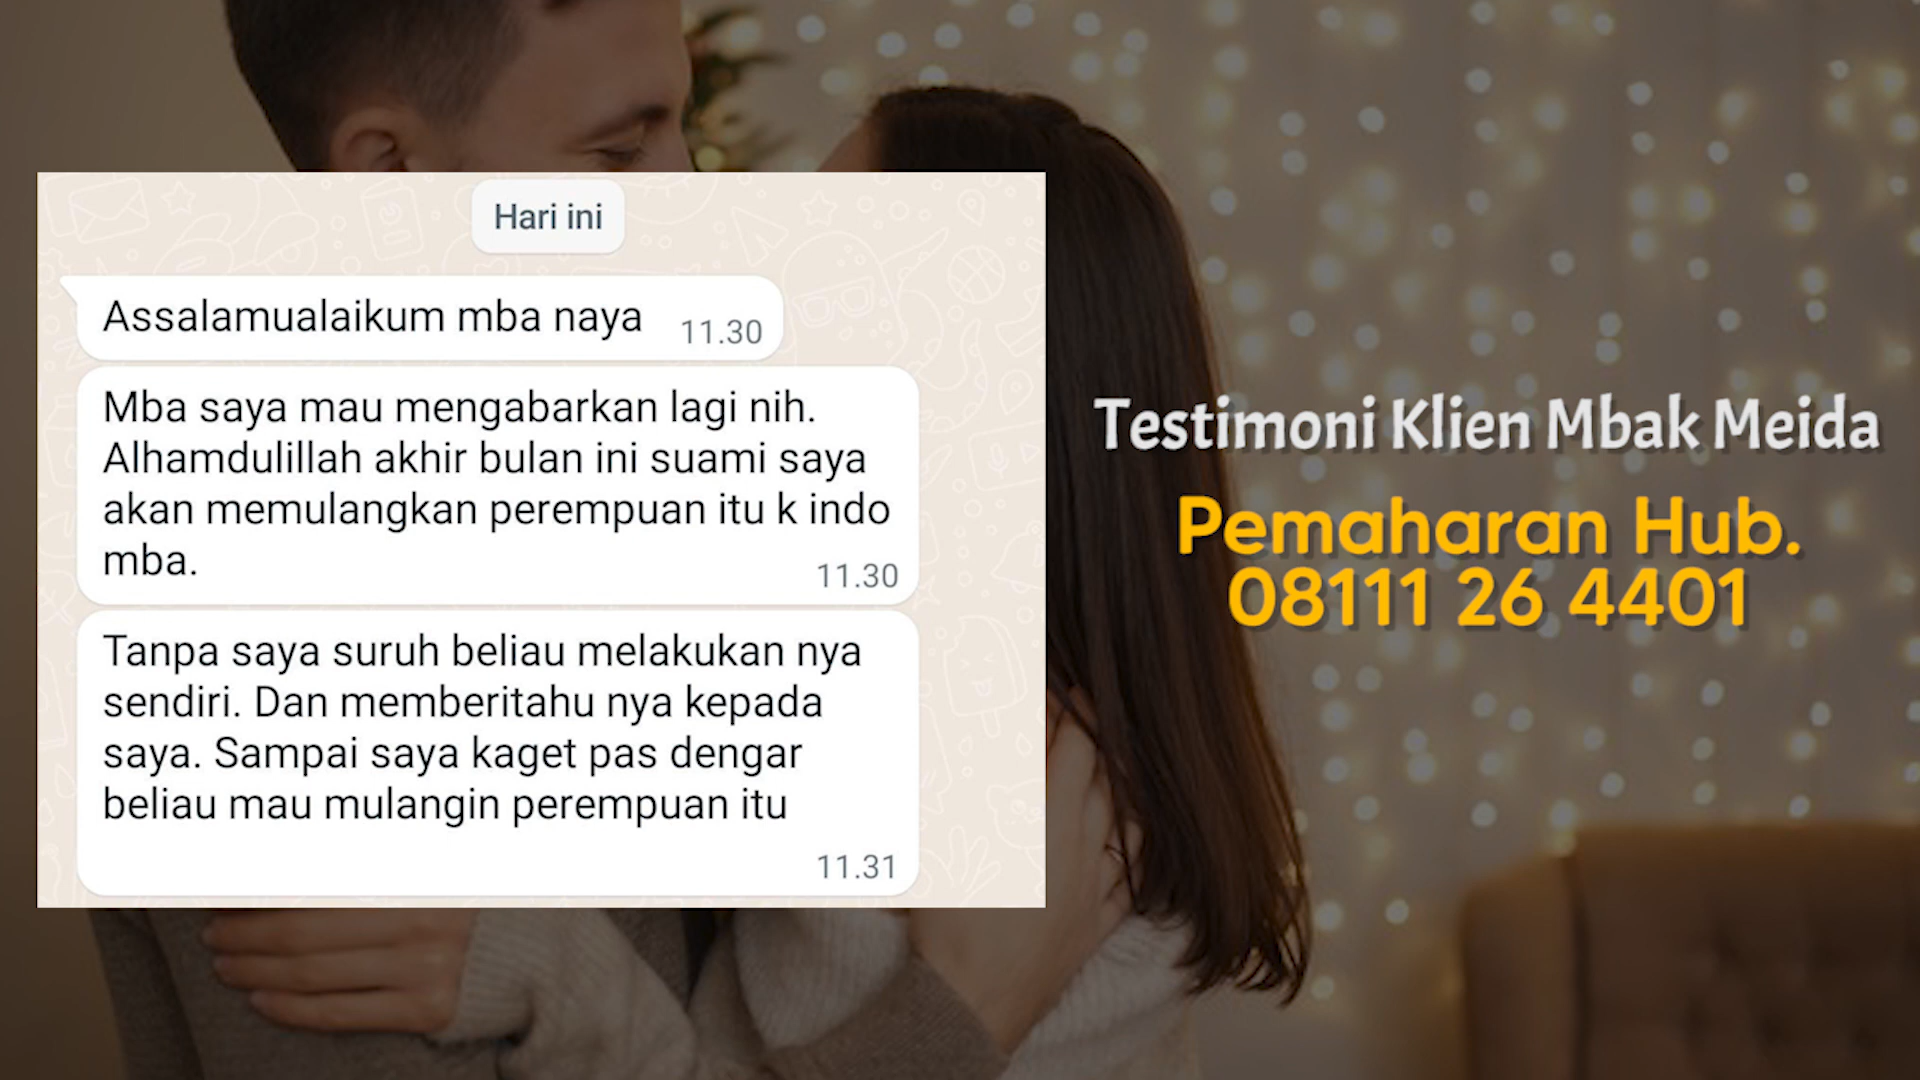 Hari ini
Assalamualaikum mba naya 11.30
Mba saya mau mengabarkan lagi nih.
Alhamdulillah akhir bulan ini suami saya
akan memulangkan perempuan itu k indo
mba. 11.30
Tanpa saya suruh beliau melakukan nya
sendiri. Dan memberitahu nya kepada
saya. Sampai saya kaget pas dengar
beliau mau mulangin perempuan itu
11.31
Testimoni Klien Mbak Meida
Pemaharan Hub.
08111 26 4401